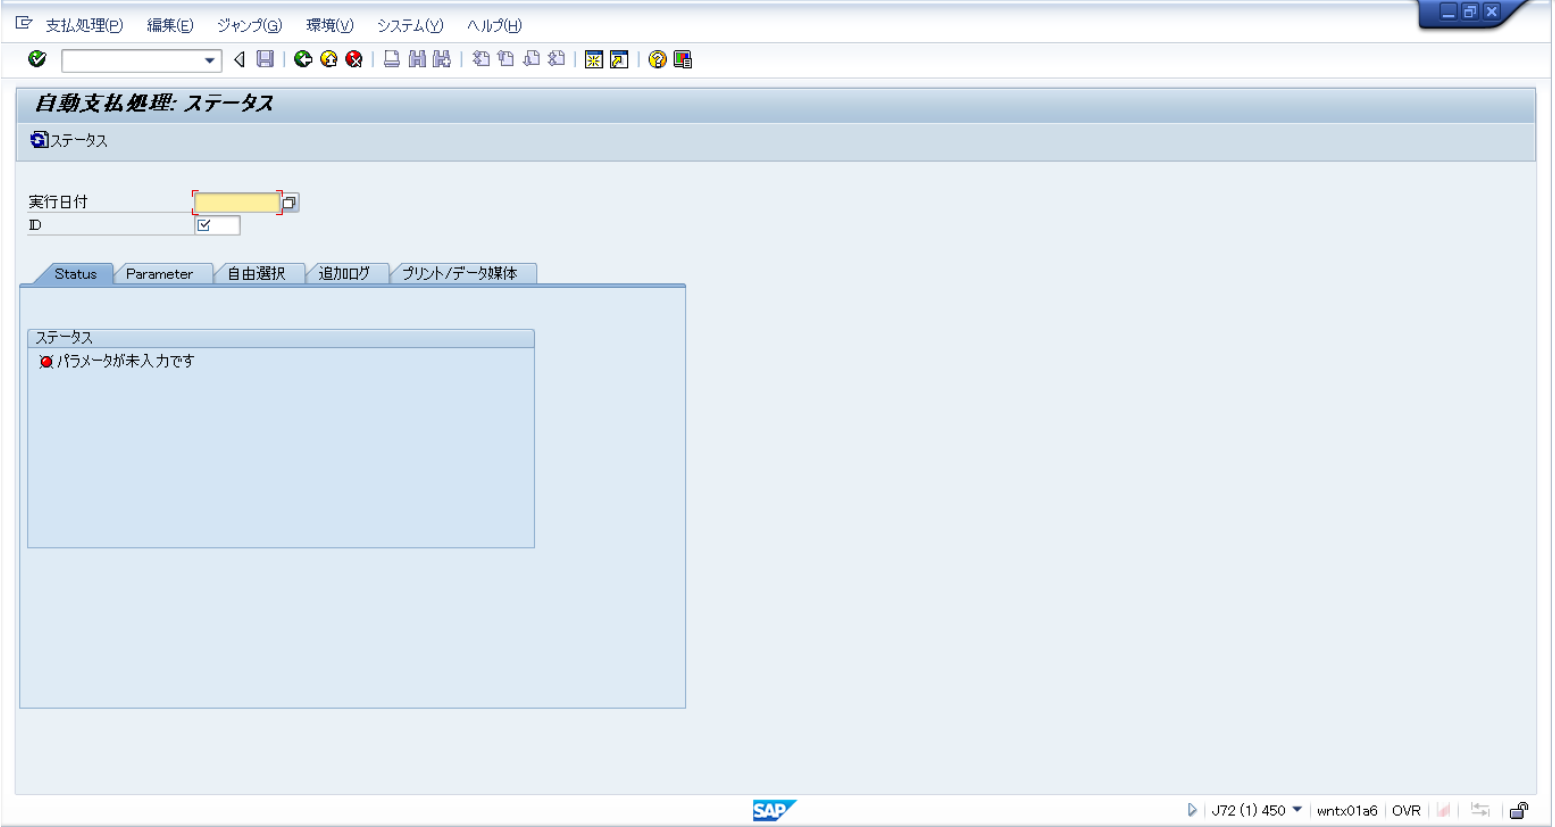 支払処理(P) 編集(E) ジャンプ(G) 環境(V) システム(Y) ヘルプ(H)
自動支払処理: ステータス
ステータス
実行日付
ID
Status Parameter 自由選択 追加ログ プリント/データ媒体
ステータス
パラメータが未入力です
SAP
J72 (1) 450 wntx01a6 OVR